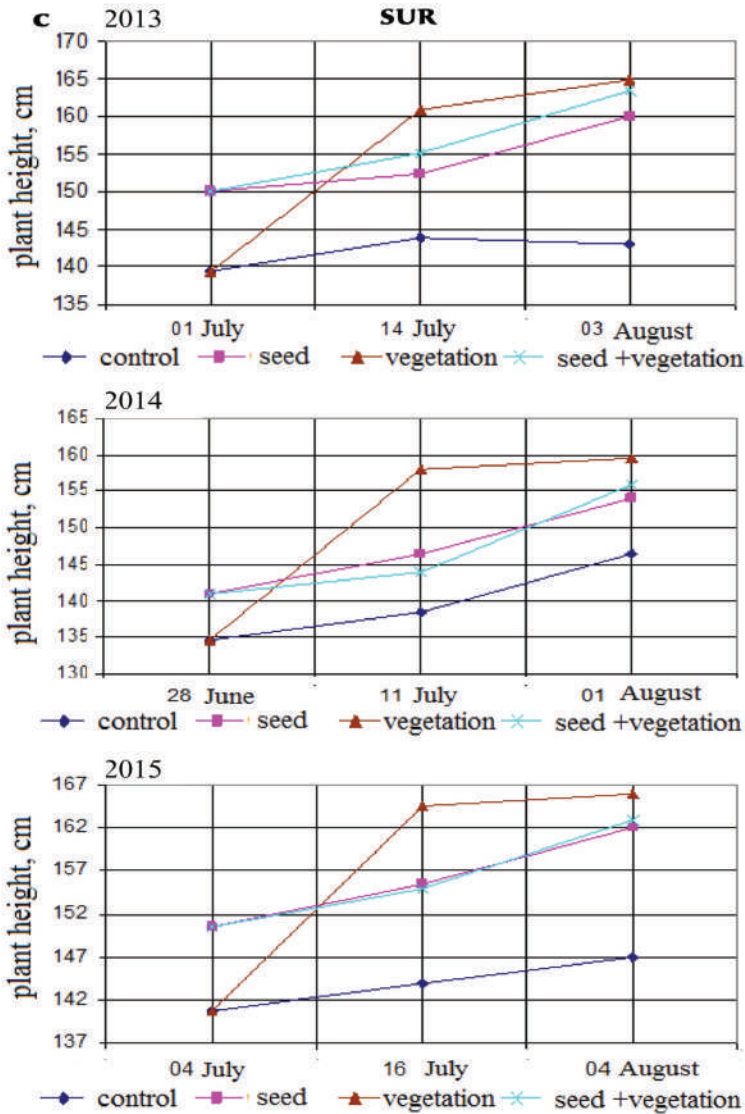 c 2013 SUR
plant height, cm
170
165
160
155
150
145
140
135
01 July 14 July 03 August
control seed vegetation seed +vegetation
2014
plant height, cm
165
160
155
150
145
140
135
130
28 June 11 July 01 August
control seed vegetation seed +vegetation
2015
plant height, cm
167
162
157
152
147
142
137
04 July 16 July 04 August
control seed vegetation seed +vegetation